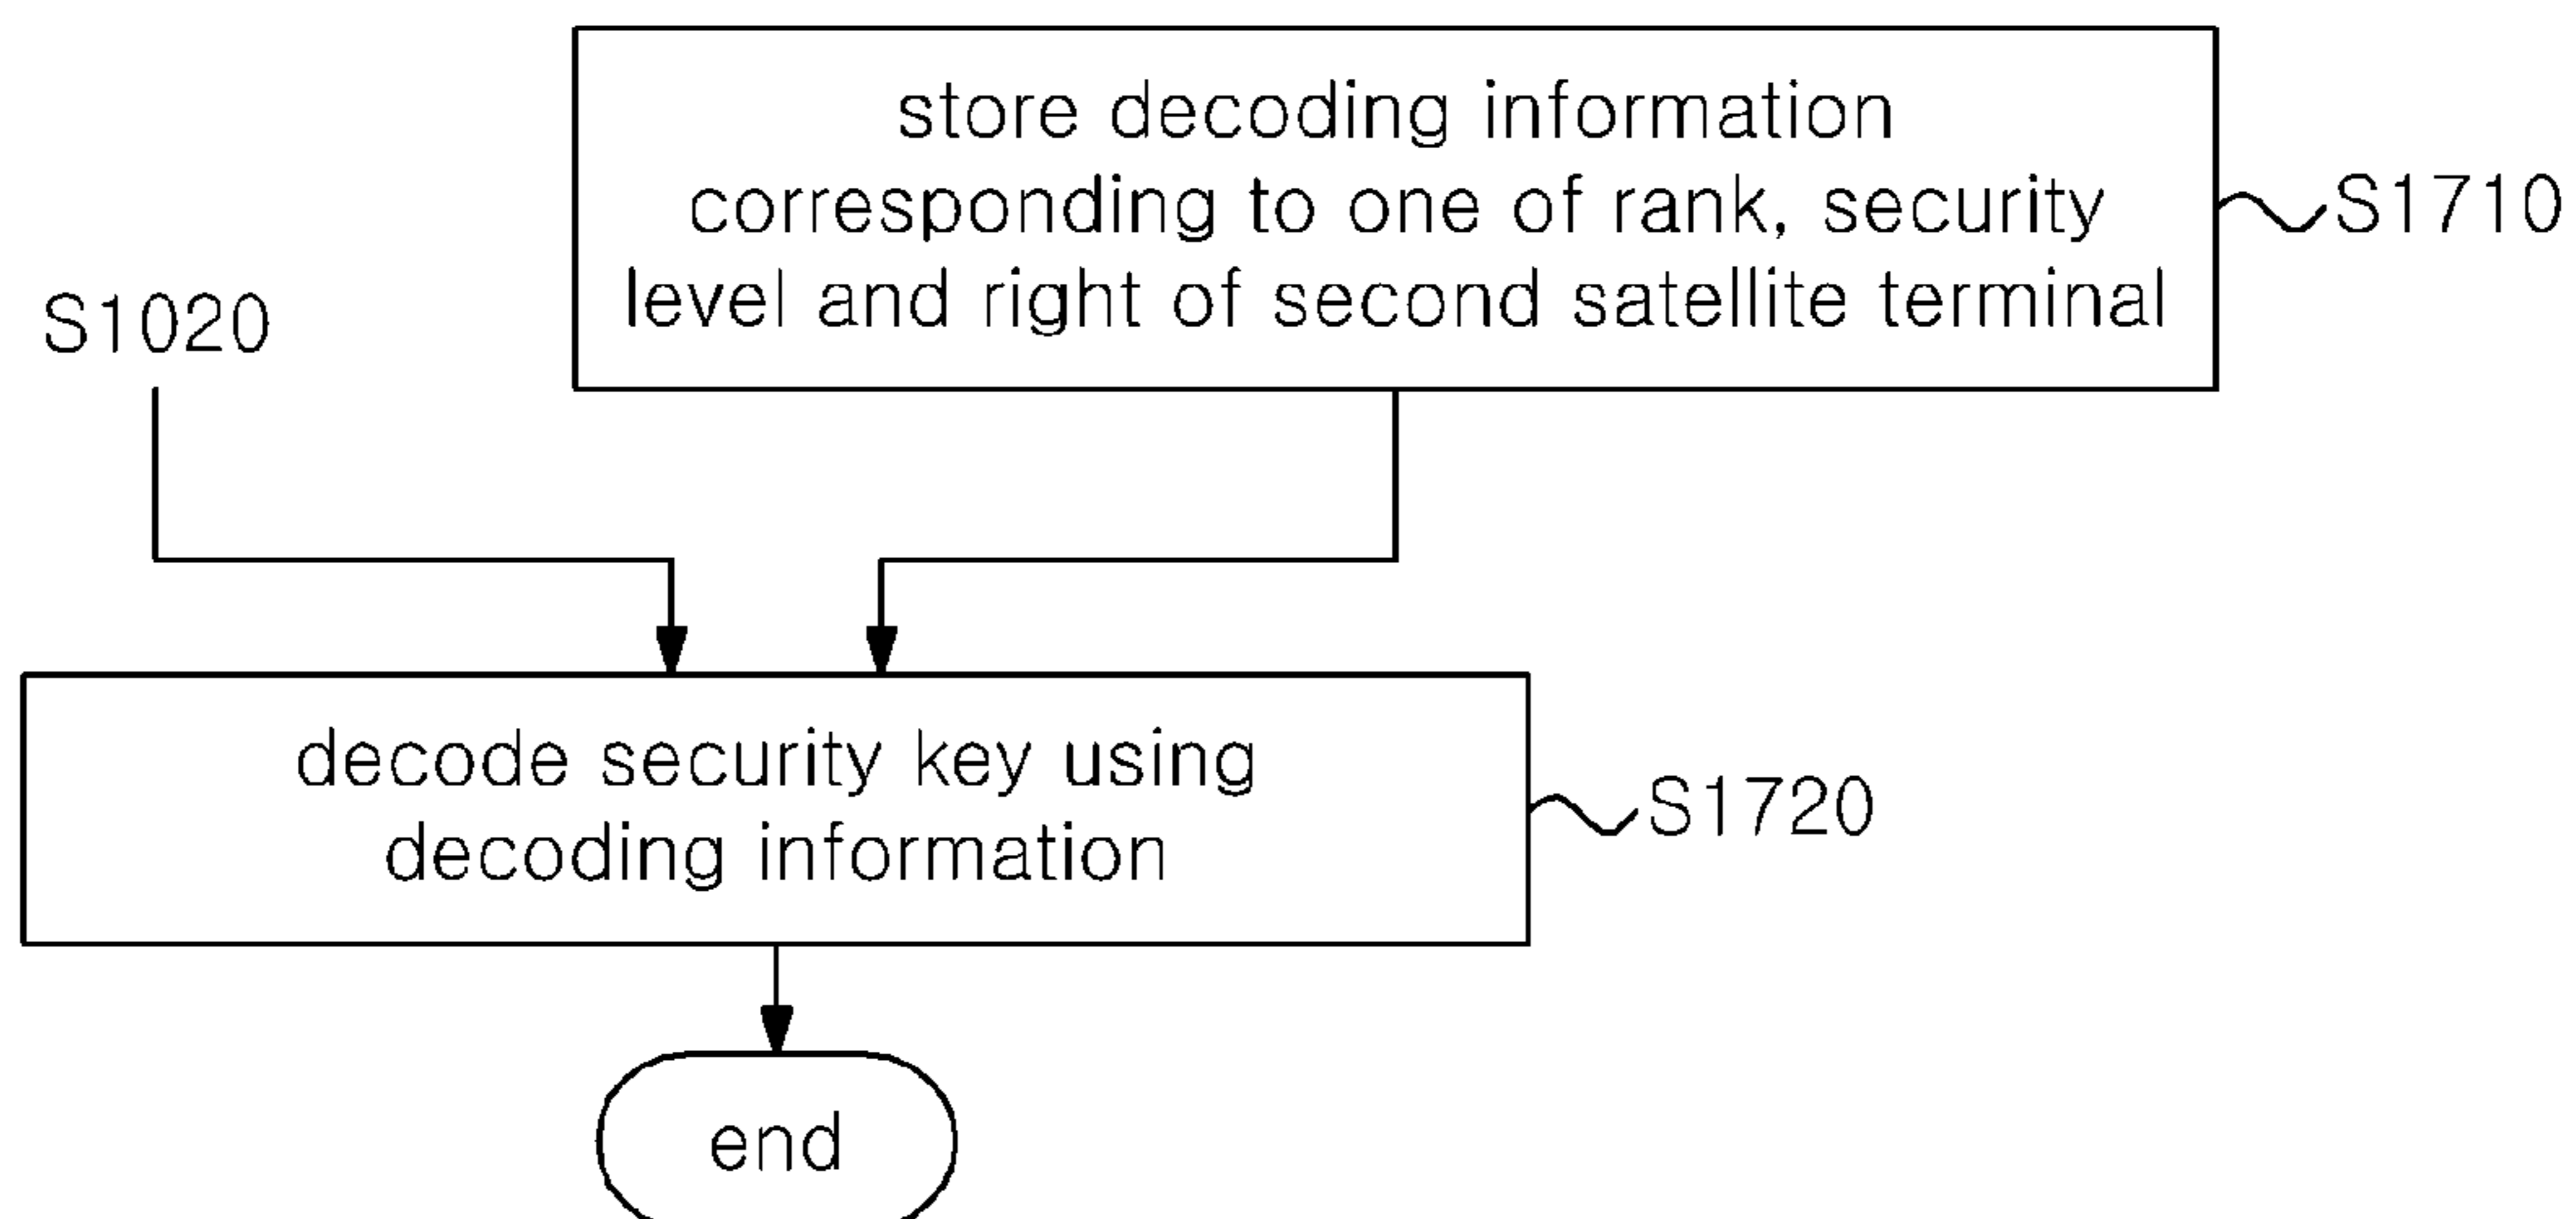 store decoding information
corresponding to one of rank, security
level and right of second satellite terminal
S1710
S1020
decode security key using
decoding information
S1720
end